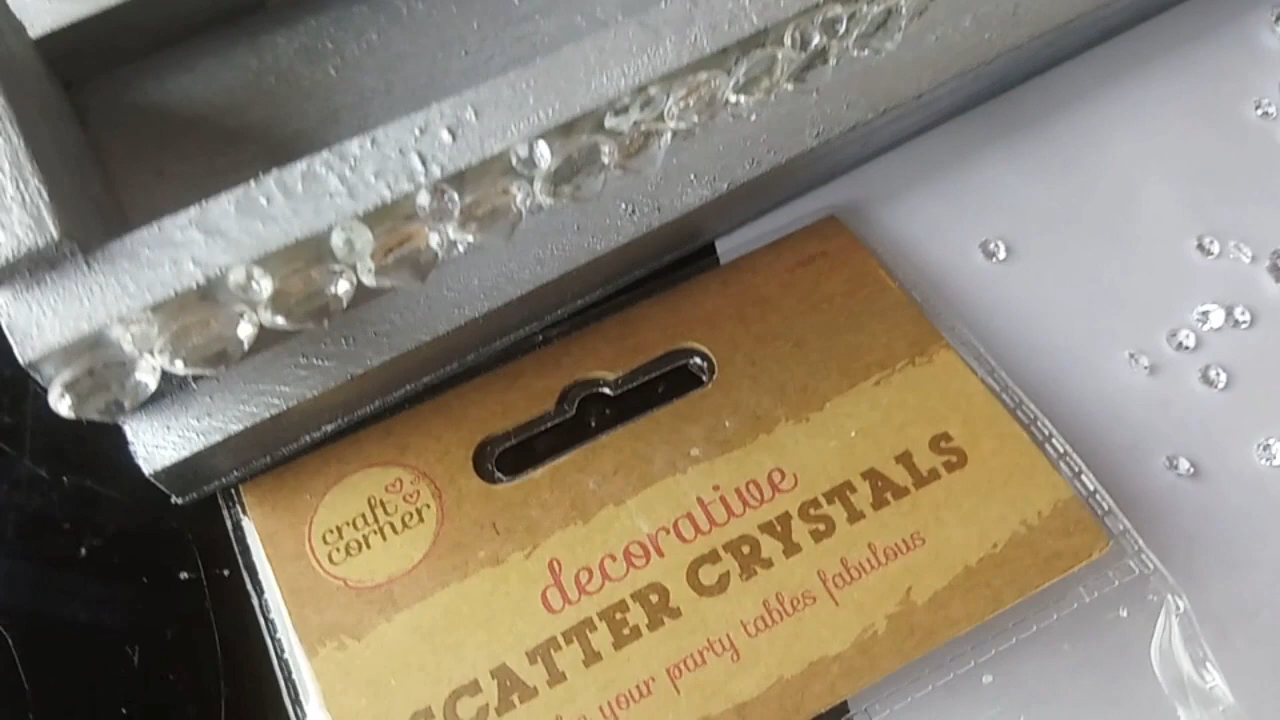 craft
corner
decorative
SCATTER CRYSTALS
your party tables fabulous